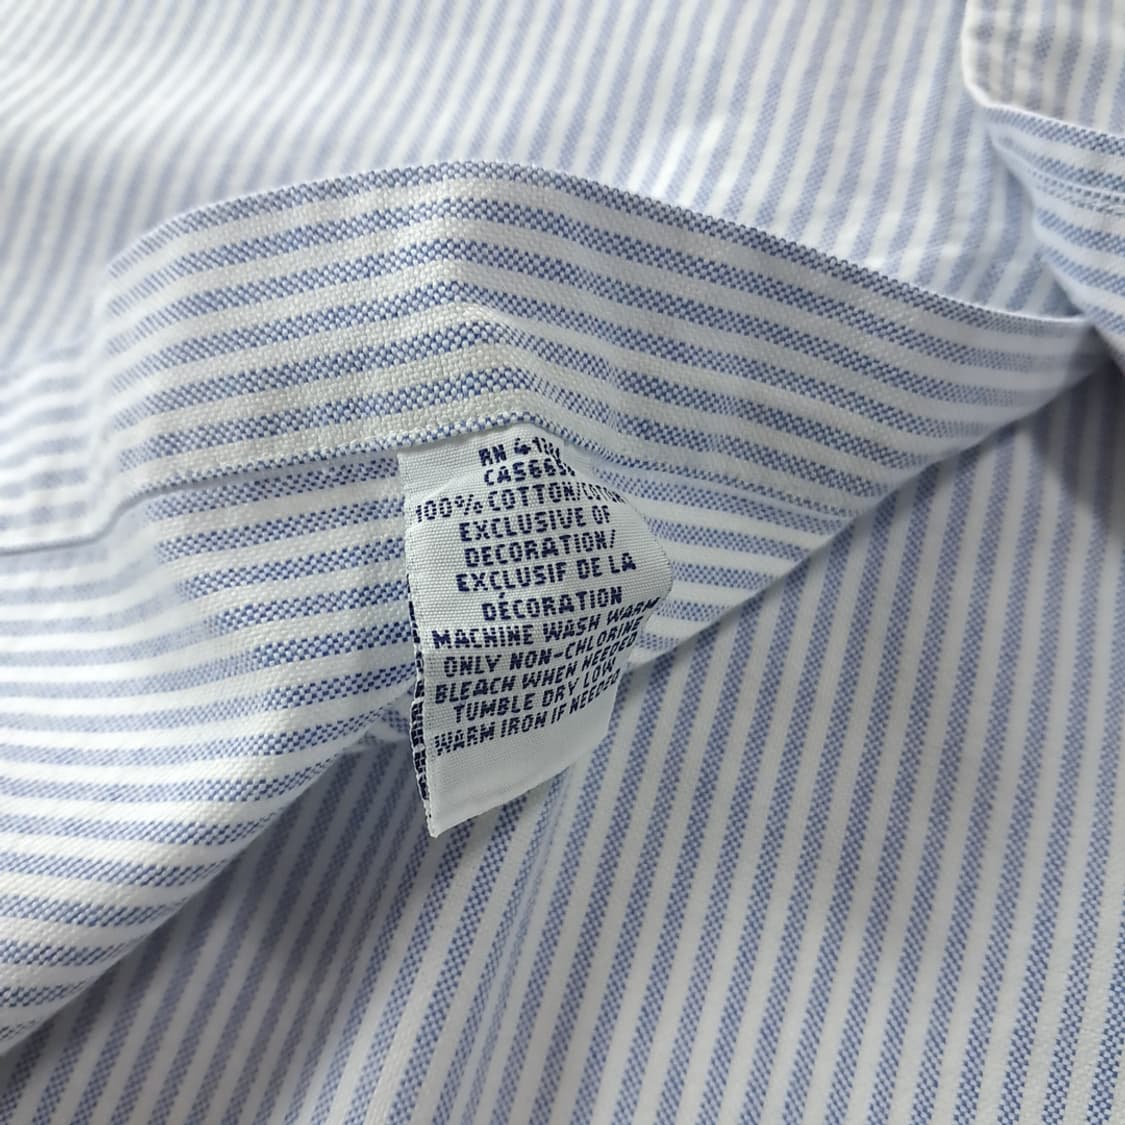 RN
100% COTTON/COTON
EXCLUSIVE OF
DECORATION/
EXCLUSIF DE LA
DÉCORATION
MACHINE WASH WARM
ONLY NON-CHLORINE
BLEACH WHEN NEEDED
TUMBLE DRY LOW
WARM IRON IF NEEDED